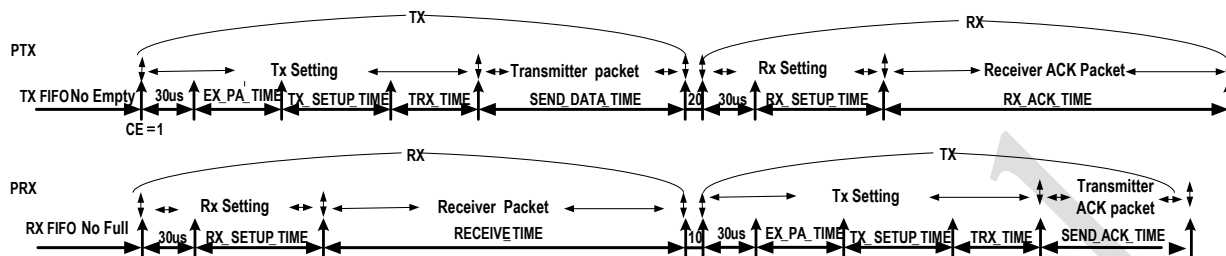 TX
RX
PTX
Tx Setting
Transmitter packet
Rx Setting
Receiver ACK Packet
TX FIFO No Empty
30us
EX_PA_TIME
TX_SETUP_TIME
TRX_TIME
SEND_DATA_TIME
20
30us
RX_SETUP_TIME
RX_ACK_TIME
CE=1
RX
TX
PRX
Rx Setting
Receiver Packet
Tx Setting
Transmitter
ACK packet
RX FIFO No Full
30us
RX_SETUP_TIME
RECEIVE_TIME
10
30us
EX_PA_TIME
TX_SETUP_TIME
TRX_TIME
SEND_ACK_TIME